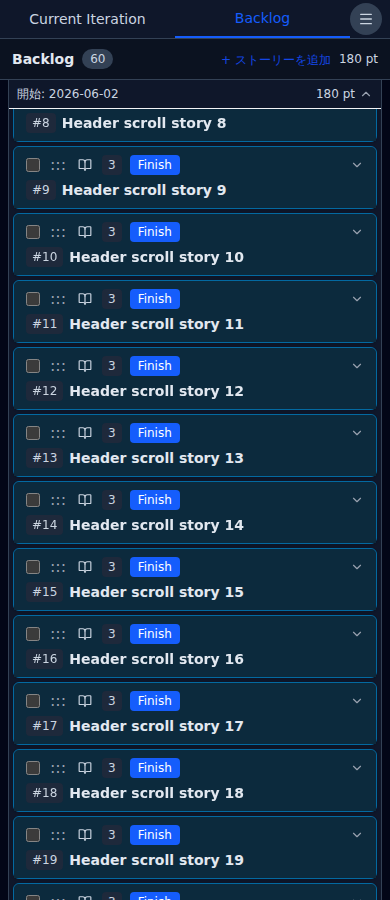 Current Iteration
Backlog
Backlog 60 + ストーリーを追加 180 pt
開始: 2026-06-02 180 pt
#8 Header scroll story 8
3 Finish
#9 Header scroll story 9
3 Finish
#10 Header scroll story 10
3 Finish
#11 Header scroll story 11
3 Finish
#12 Header scroll story 12
3 Finish
#13 Header scroll story 13
3 Finish
#14 Header scroll story 14
3 Finish
#15 Header scroll story 15
3 Finish
#16 Header scroll story 16
3 Finish
#17 Header scroll story 17
3 Finish
#18 Header scroll story 18
3 Finish
#19 Header scroll story 19
3 Finish